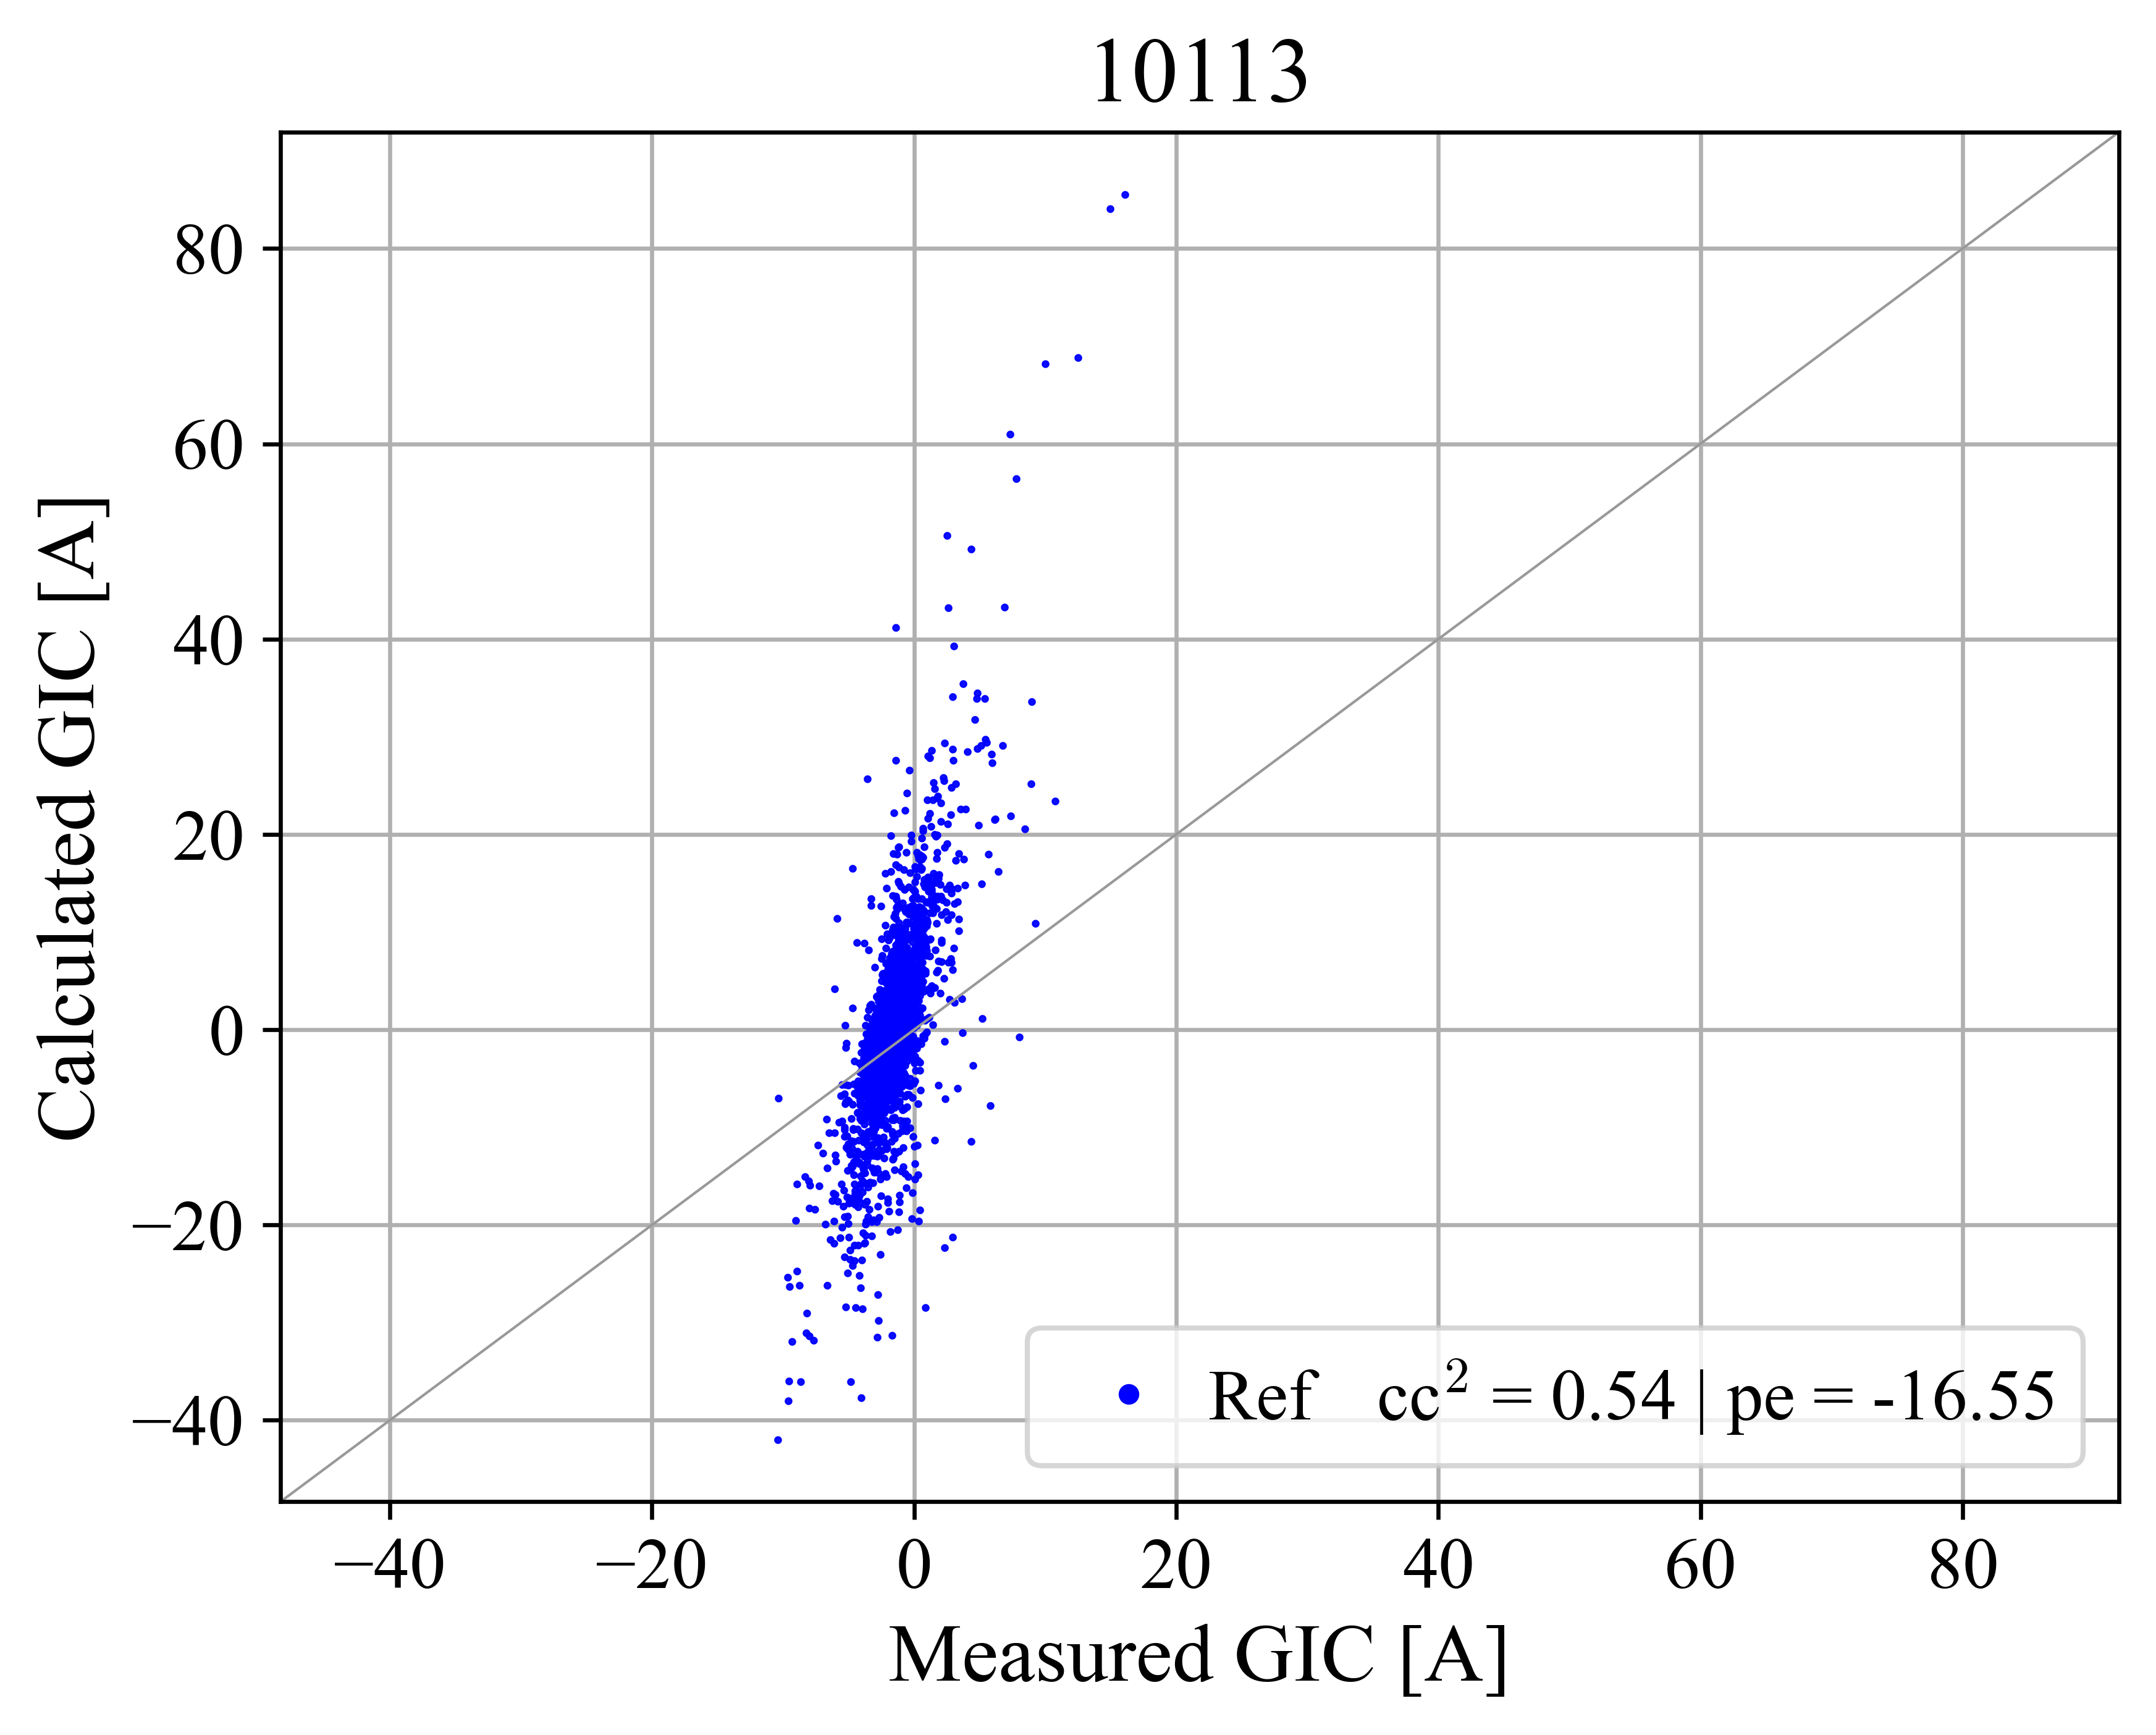 10113
80
60
40
20
0
−20
−40
Calculated GIC [A]
Ref cc² = 0.54 | pe = -16.55
−40 −20 0 20 40 60 80
Measured GIC [A]